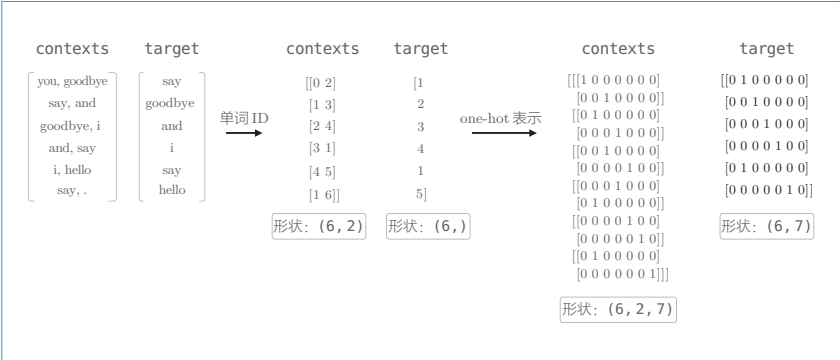 contexts target
you, goodbye say
say, and goodbye
goodbye, i and
and, say i
i, hello say
say, . hello
单词 ID
contexts target
[[0 2] [1
[1 3] 2
[2 4] 3
[3 1] 4
[4 5] 1
[1 6]] 5]
形状：(6, 2) 形状：(6,)
one-hot 表示
contexts
[[[1 0 0 0 0 0 0]
[0 0 1 0 0 0 0]]
[[0 1 0 0 0 0 0]
[0 0 0 1 0 0 0]]
[[0 0 1 0 0 0 0]
[0 0 0 0 1 0 0]]
[[0 0 0 1 0 0 0]
[0 1 0 0 0 0 0]]
[[0 0 0 0 1 0 0]
[0 0 0 0 0 1 0]]
[[0 1 0 0 0 0 0]
[0 0 0 0 0 0 1]]]
形状：(6, 2, 7)
target
[[0 1 0 0 0 0 0]
[0 0 1 0 0 0 0]
[0 0 0 1 0 0 0]
[0 0 0 0 1 0 0]
[0 1 0 0 0 0 0]
[0 0 0 0 0 1 0]]
形状：(6, 7)